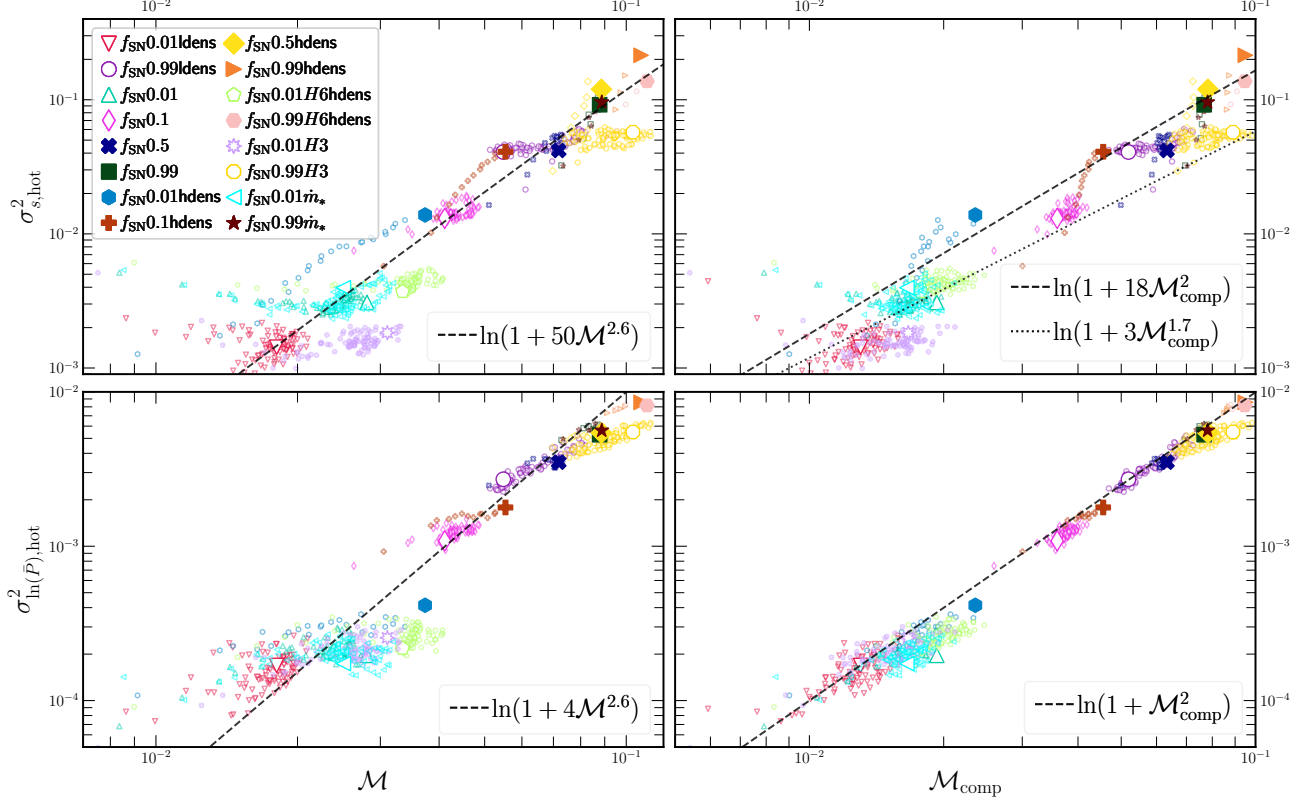 10⁻² 10⁻¹ 10⁻² 10⁻¹
σ²ₛ,hot
10⁻¹
10⁻²
10⁻³
f_SN0.01ldens
f_SN0.99ldens
f_SN0.01
f_SN0.1
f_SN0.5
f_SN0.99
f_SN0.01hdens
f_SN0.1hdens
f_SN0.5hdens
f_SN0.99hdens
f_SN0.01H6hdens
f_SN0.99H6hdens
f_SN0.01H3
f_SN0.99H3
f_SN0.01ṁ_*
f_SN0.99ṁ_*
ln(1 + 50ℳ^2.6)
ln(1 + 18ℳ²_comp)
ln(1 + 3ℳ^1.7_comp)
10⁻¹
10⁻²
10⁻³
σ²_ln(P̄),hot
10⁻²
10⁻³
10⁻⁴
ln(1 + 4ℳ^2.6)
ln(1 + ℳ²_comp)
10⁻²
10⁻³
10⁻⁴
10⁻⁵
10⁻² 10⁻¹ 10⁻² 10⁻¹
ℳ ℳ_comp